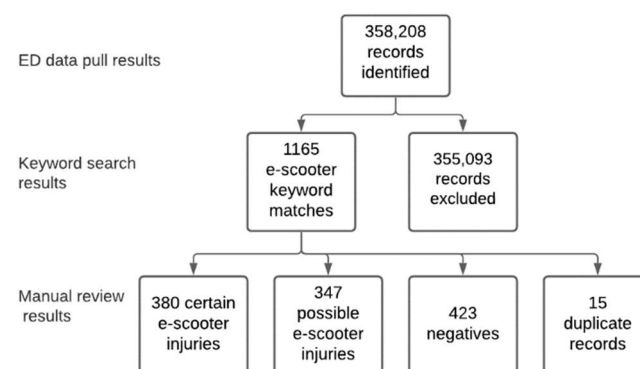 ED data pull results
358,208
records
identified
Keyword search
results
1165
e-scooter
keyword
matches
355,093
records
excluded
Manual review
results
380 certain
e-scooter
injuries
347
possible
e-scooter
injuries
423
negatives
15
duplicate
records